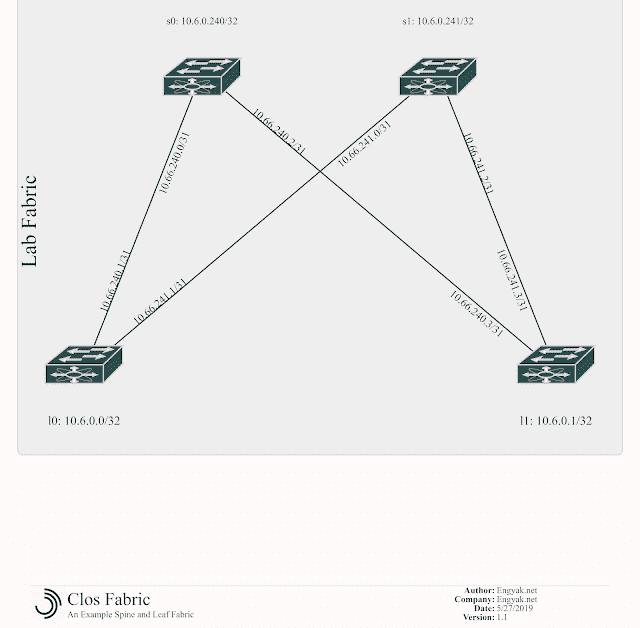 s0: 10.6.0.240/32
s1: 10.6.0.241/32
10.66.240.0/31
10.66.240.2/31
10.66.241.0/31
10.66.241.2/31
Lab Fabric
10.66.240.1/31
10.66.241.1/31
10.66.240.3/31
10.66.241.3/31
l0: 10.6.0.0/32
l1: 10.6.0.1/32
Clos Fabric
An Example Spine and Leaf Fabric
Author: Engyak.net
Company: Engyak.net
Date: 5/27/2019
Version: 1.1